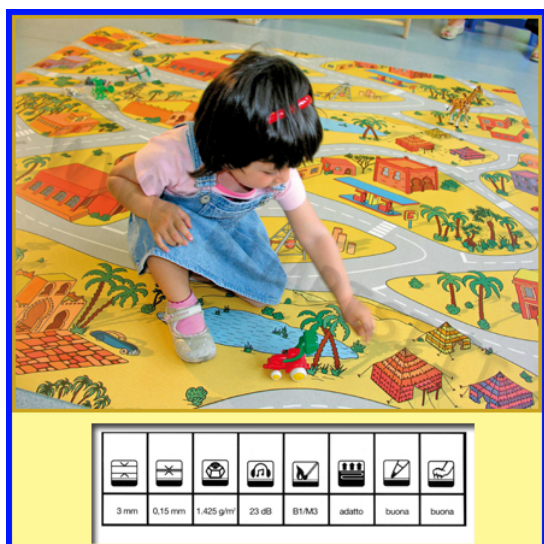 3 mm
0,15 mm
1.425 g/m²
23 dB
B1/M3
adatto
buona
buona